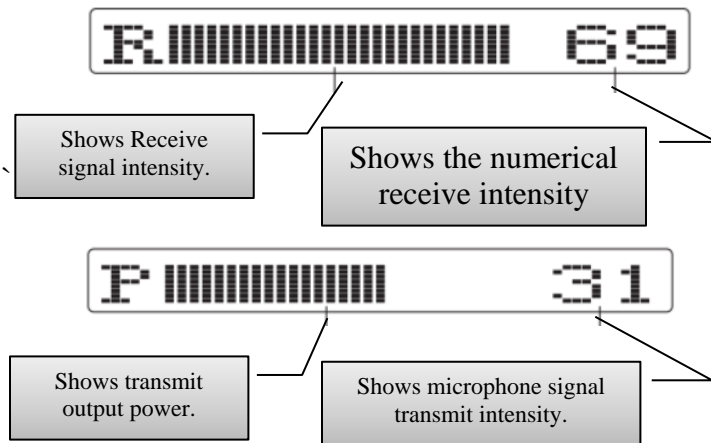 R 69
Shows Receive
signal intensity.
Shows the numerical
receive intensity
`
P 31
Shows transmit
output power.
Shows microphone signal
transmit intensity.